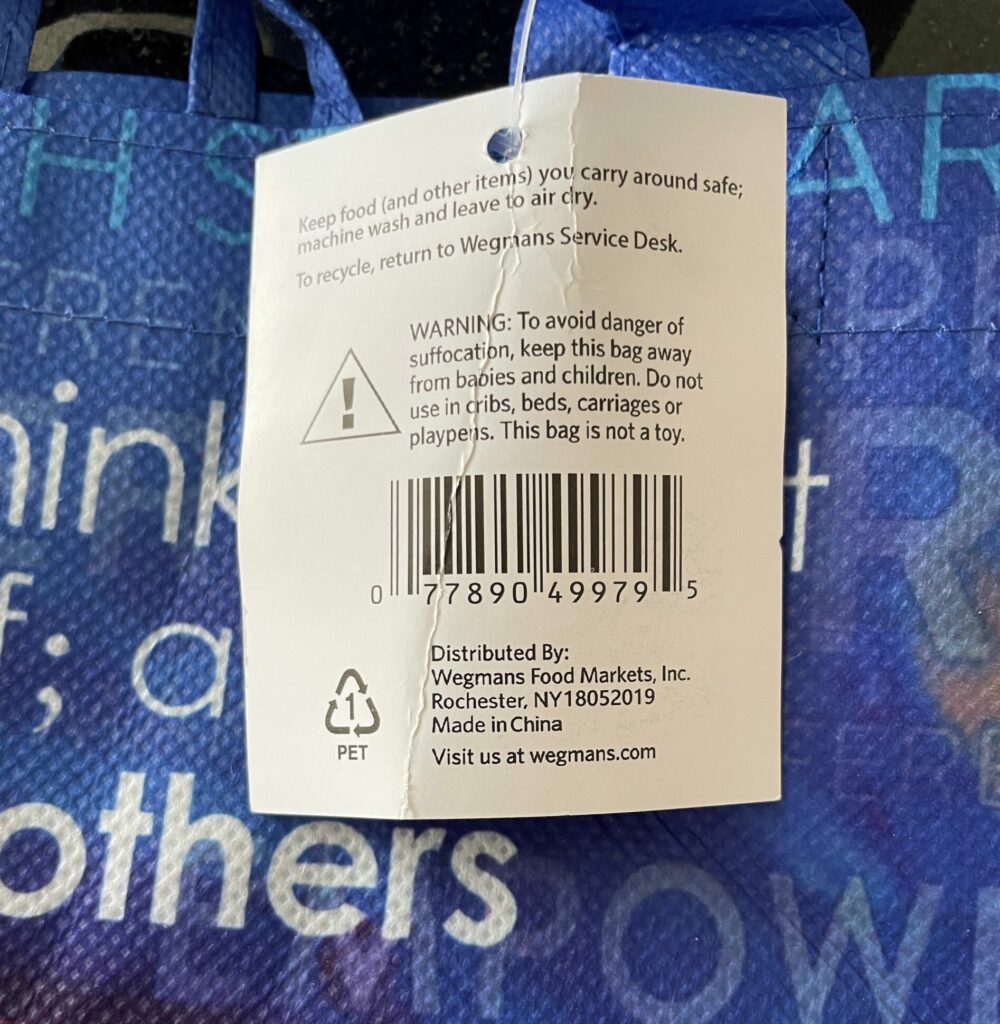 Keep food (and other items) you carry around safe;
machine wash and leave to air dry.
To recycle, return to Wegmans Service Desk.
WARNING: To avoid danger of
suffocation, keep this bag away
from babies and children. Do not
use in cribs, beds, carriages or
playpens. This bag is not a toy.
0 77890 49979 5
1
PET
Distributed By:
Wegmans Food Markets, Inc.
Rochester, NY18052019
Made in China
Visit us at wegmans.com
others